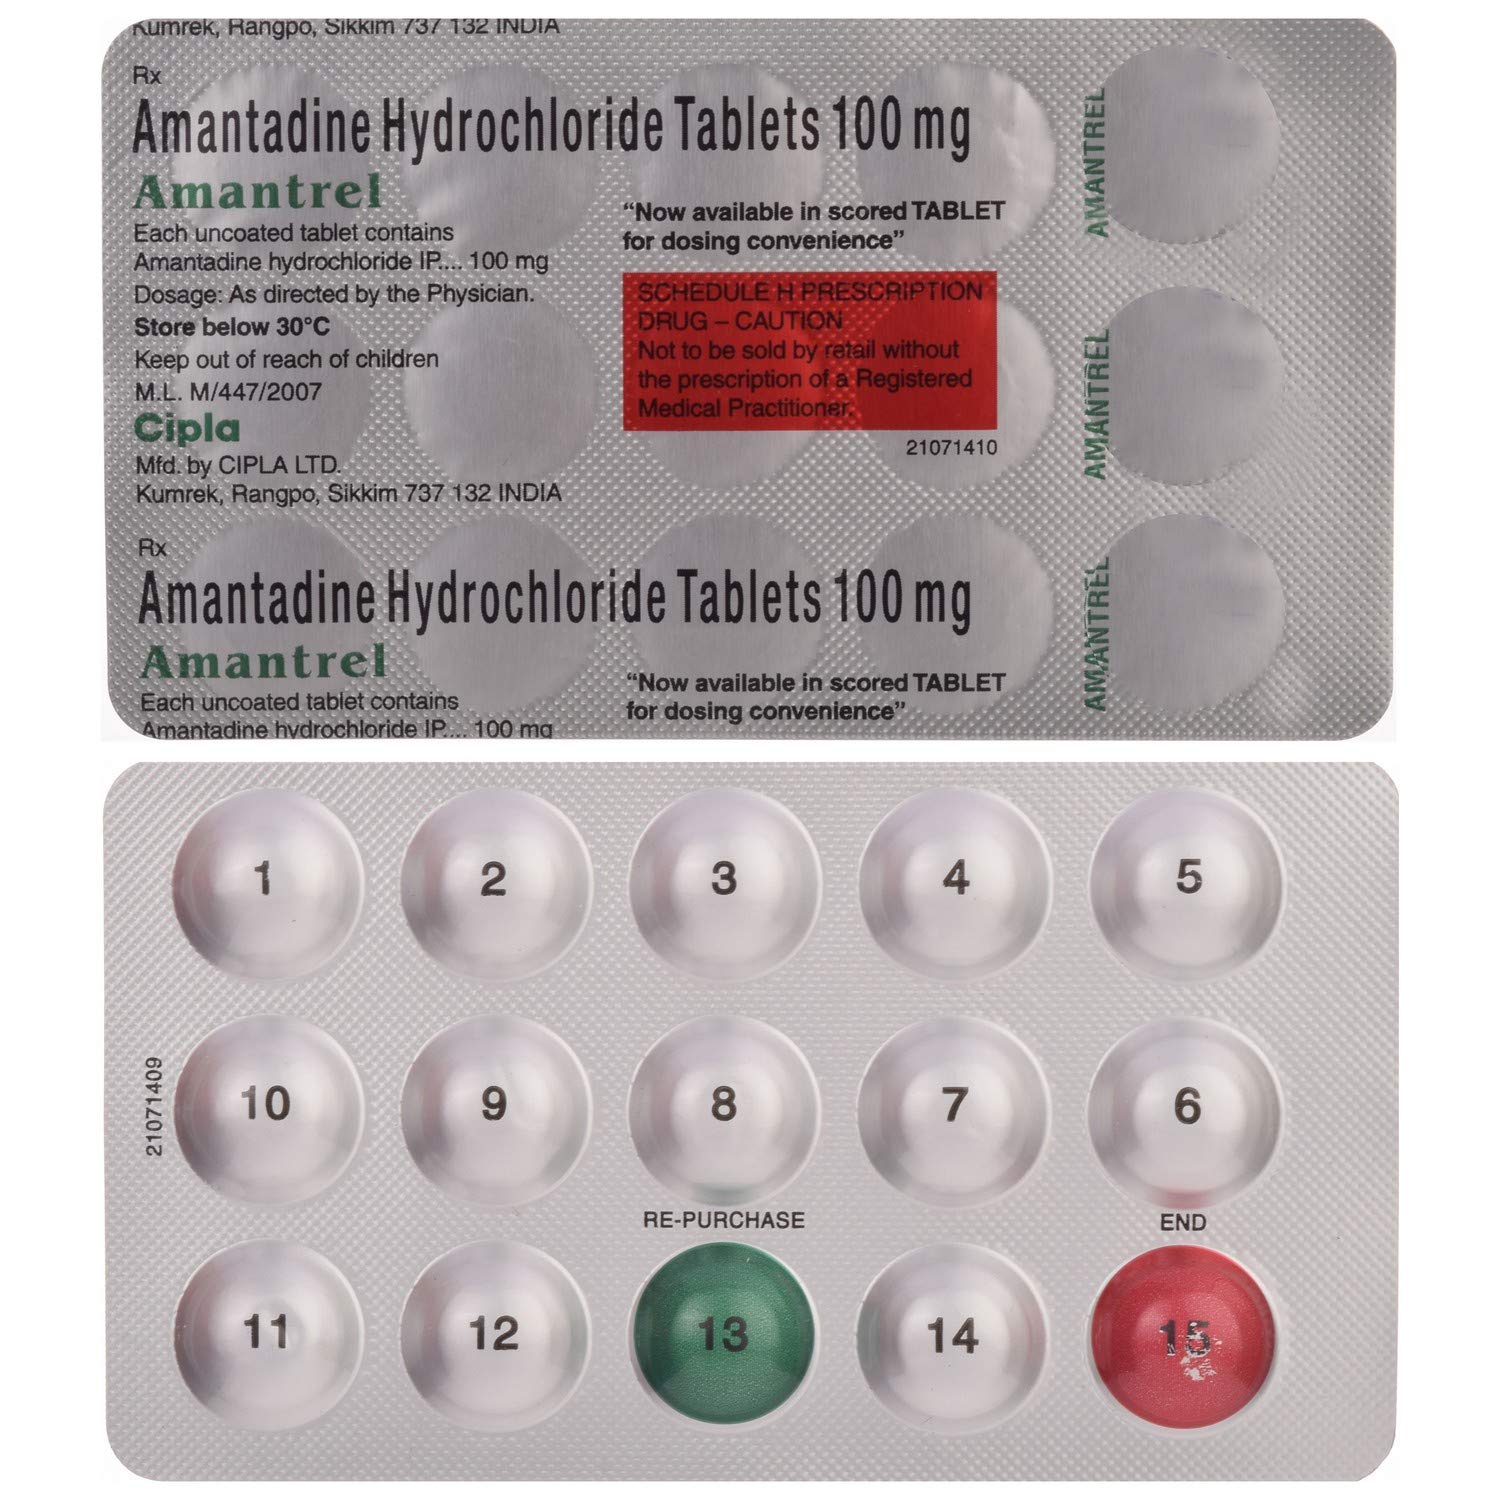 Kumrek, Rangpo, Sikkim 737 132 INDIA
Rx
Amantadine Hydrochloride Tablets 100 mg
Amantrel
Each uncoated tablet contains
Amantadine hydrochloride IP.... 100 mg
Dosage: As directed by the Physician.
Store below 30°C
Keep out of reach of children
M.L. M/447/2007
Cipla
Mfd. by CIPLA LTD.
Kumrek, Rangpo, Sikkim 737 132 INDIA
“Now available in scored TABLET
for dosing convenience”
SCHEDULE H PRESCRIPTION
DRUG – CAUTION
Not to be sold by retail without
the prescription of a Registered
Medical Practitioner.
21071410
AMANTREL
AMANTREL
AMANTREL
Rx
Amantadine Hydrochloride Tablets 100 mg
Amantrel
Each uncoated tablet contains
Amantadine hydrochloride IP.... 100 mg
“Now available in scored TABLET
for dosing convenience”
1 2 3 4 5
21071409
10 9 8 7 6
RE-PURCHASE END
11 12 13 14 15